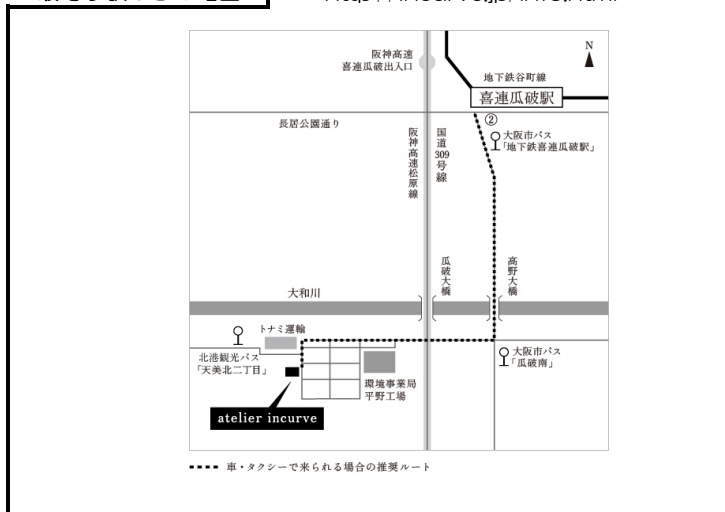 阪神高速
喜連瓜破出入口
N
地下鉄谷町線
喜連瓜破駅
長居公園通り
②
大阪市バス
「地下鉄喜連瓜破駅」
阪神高速松原線
国道309号線
瓜破大橋
高野大橋
大和川
トナミ運輸
北港観光バス
「天美北二丁目」
環境事業局
平野工場
大阪市バス
「瓜破南」
atelier incurve
車・タクシーで来られる場合の推奨ルート